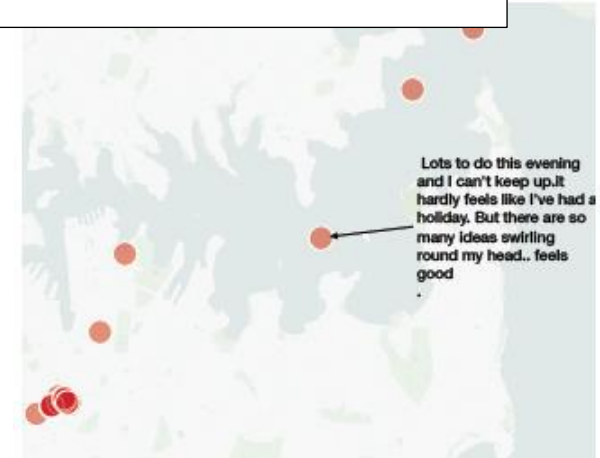 Lots to do this evening
and I can't keep up.It
hardly feels like I've had a
holiday. But there are so
many ideas swirling
round my head.. feels
good
.